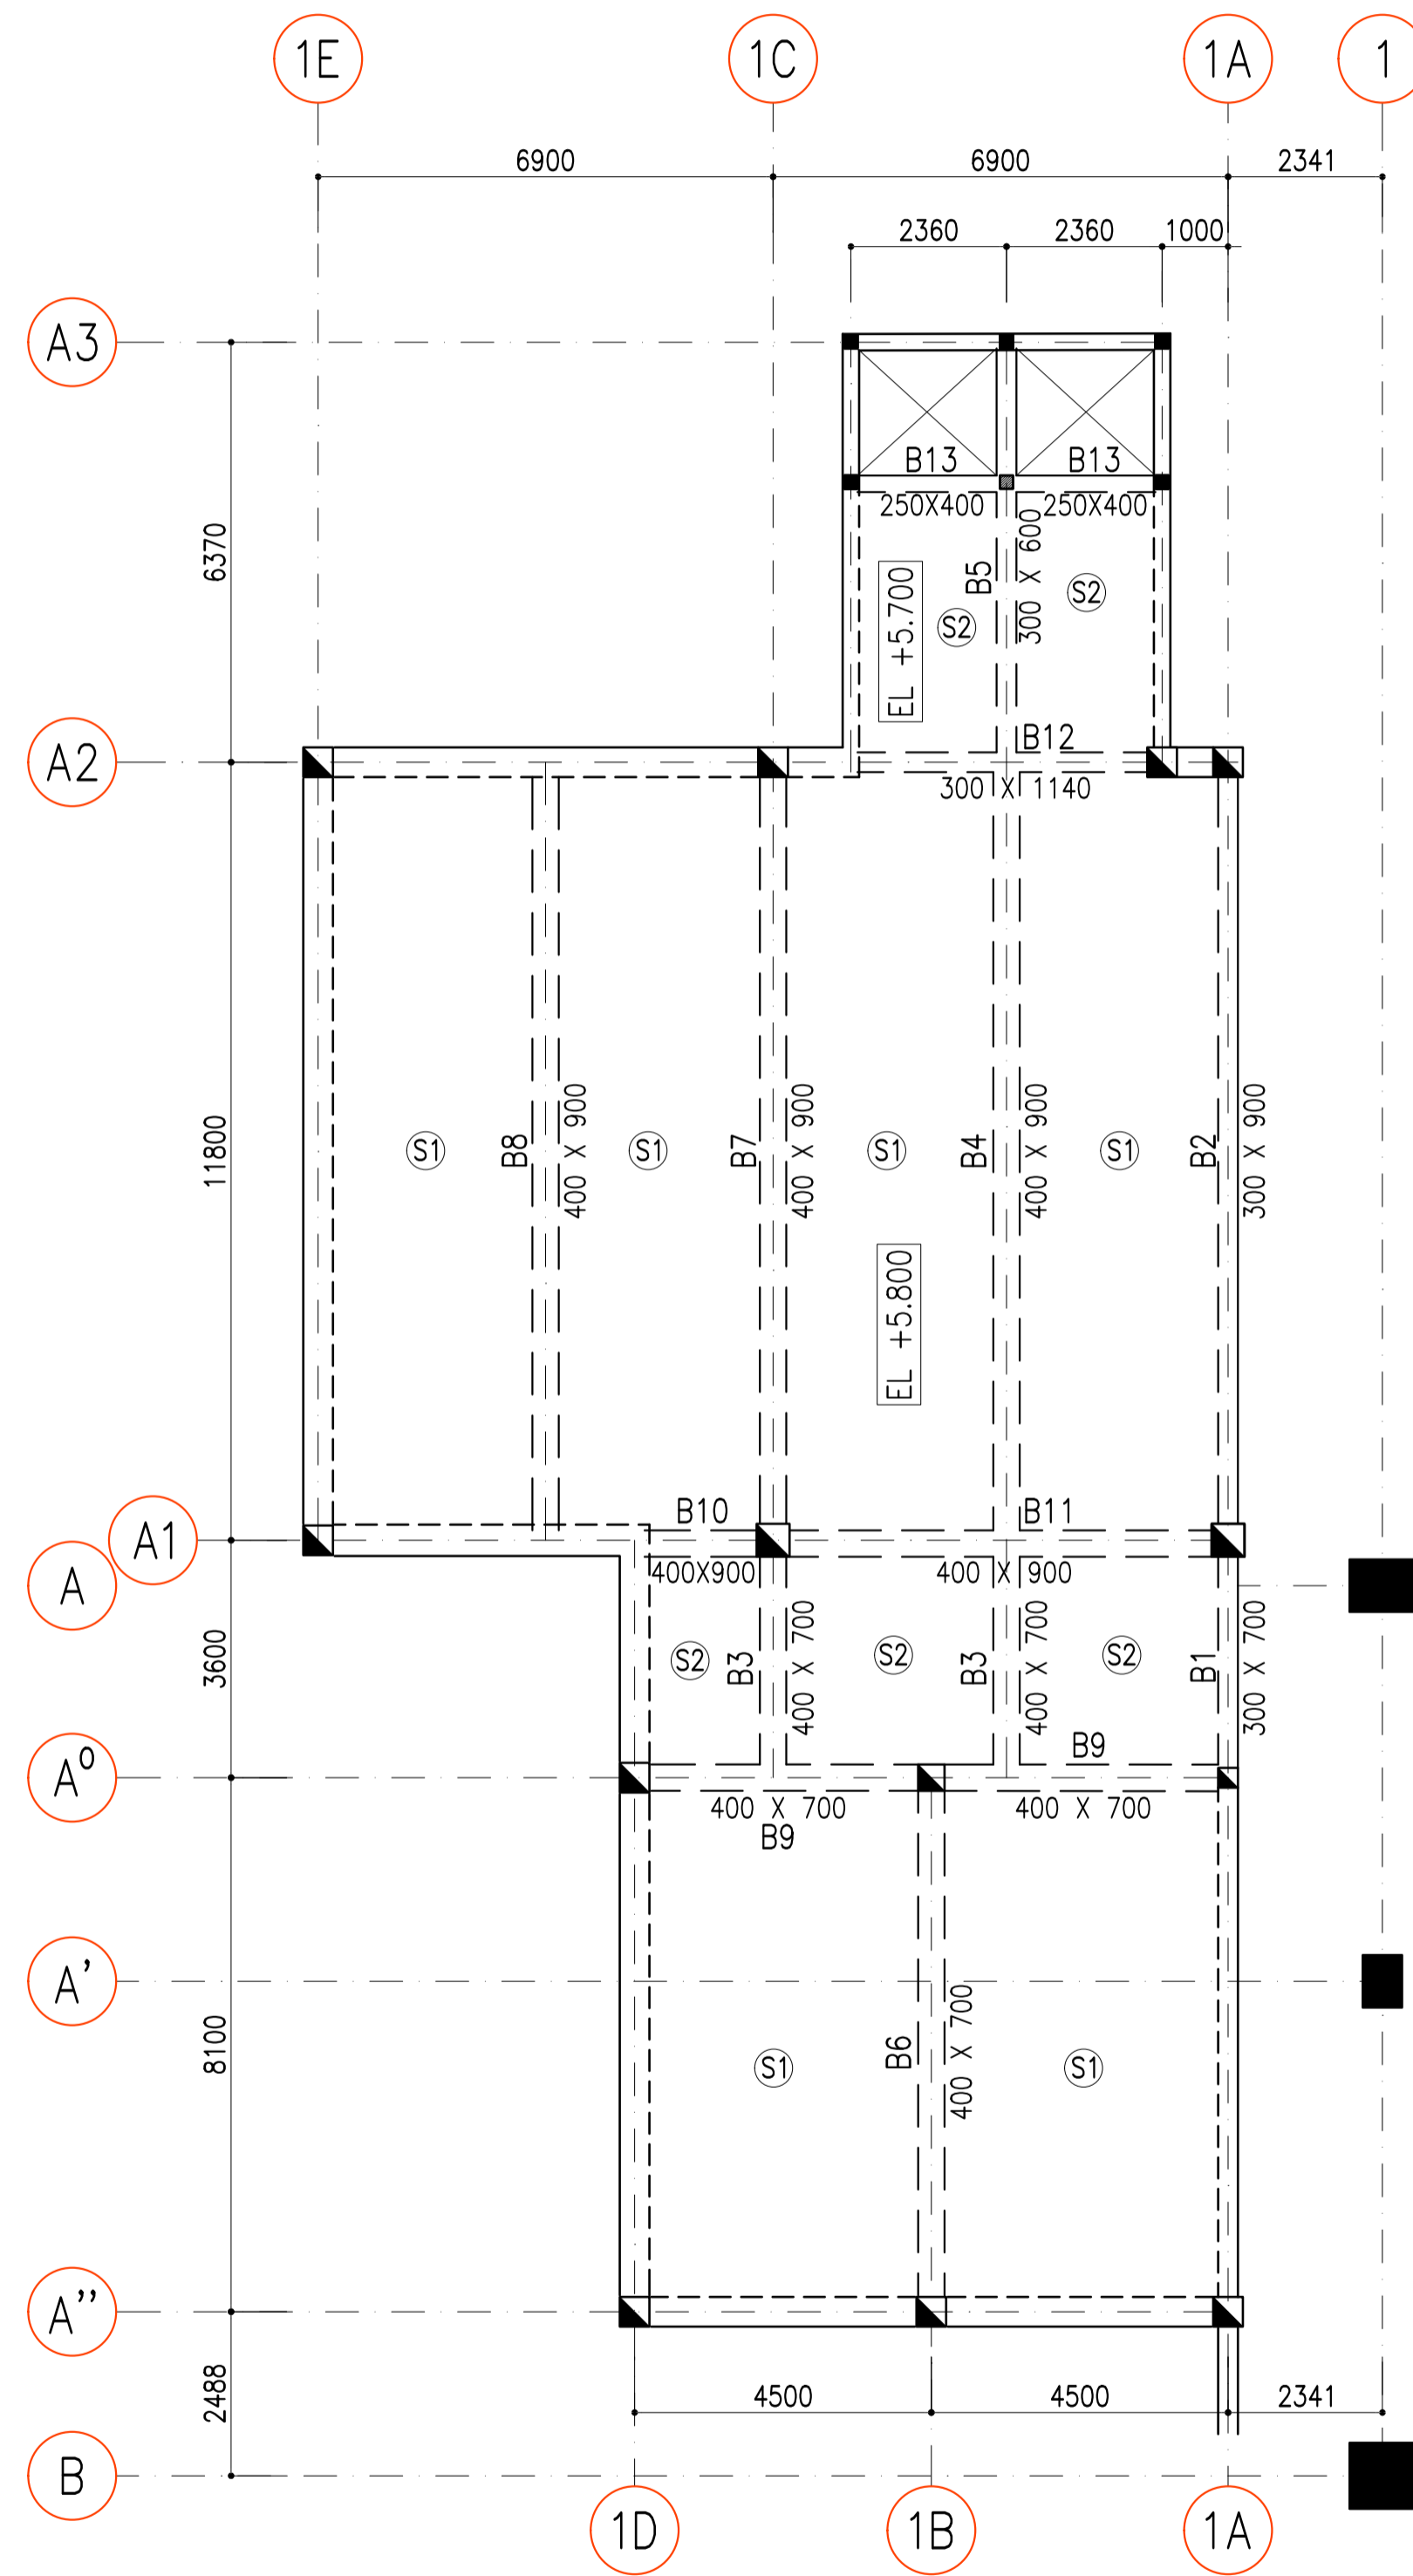 1E
1C
1A
1
6900
6900
2341
2360
2360
1000
A3
B13
B13
250X400
250X400
6370
B5
300 X 600
S2
S2
EL +5.700
A2
B12
300 X 1140
11800
S1
B8
400 X 900
S1
B7
400 X 900
S1
B4
400 X 900
S1
B2
300 X 900
EL +5.800
A1
B10
B11
A
400X900
400 X 900
3600
S2
B3
400 X 700
S2
B3
400 X 700
S2
B1
300 X 700
A⁰
B9
400 X 700
400 X 700
B9
A'
8100
S1
B6
400 X 700
S1
A''
2488
4500
4500
2341
B
1D
1B
1A